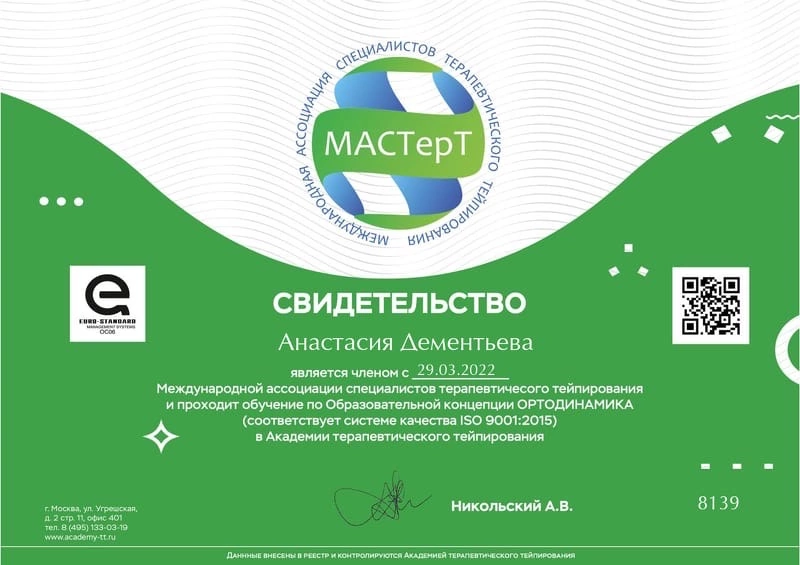 МЕЖДУНАРОДНАЯ АССОЦИАЦИЯ СПЕЦИАЛИСТОВ ТЕРАПЕВТИЧЕСКОГО ТЕЙПИРОВАНИЯ
МАСТерТ
e
EURO-STANDARD
MANAGEMENT SYSTEMS
ОС06
СВИДЕТЕЛЬСТВО
Анастасия Дементьева
является членом с 29.03.2022
Международной ассоциации специалистов терапевтичесого тейпирования
и проходит обучение по Образовательной концепции ОРТОДИНАМИКА
(соответствует системе качества ISO 9001:2015)
в Академии терапевтического тейпирования
г. Москва, ул. Угрешская,
д. 2 стр. 11, офис 401
тел. 8 (495) 133-03-19
www.academy-tt.ru
Никольский А.В.
8139
Данные внесены в реестр и контролируются Академией терапевтического тейпирования